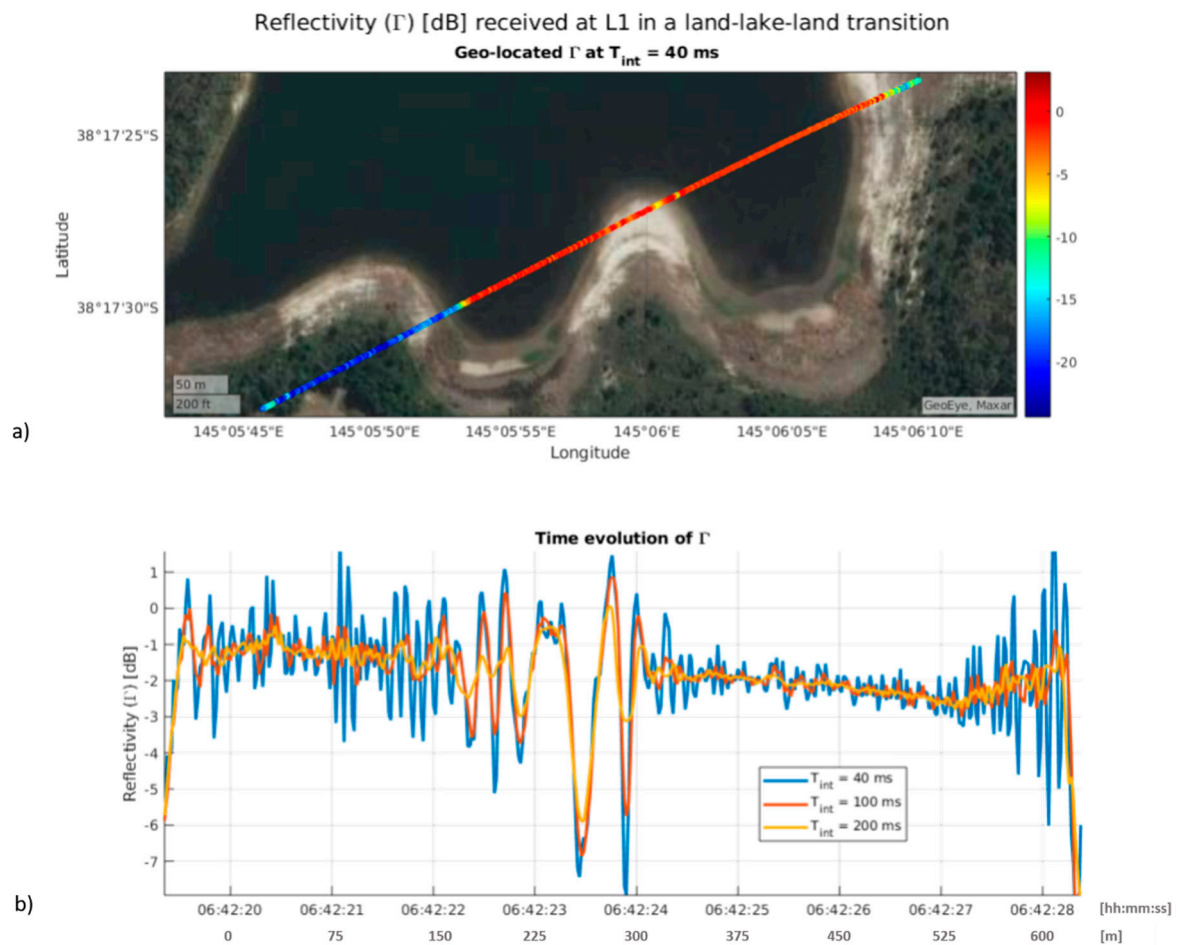 Reflectivity (Γ) [dB] received at L1 in a land-lake-land transition
Geo-located Γ at T_int = 40 ms
38°17'25"S
38°17'30"S
Latitude
50 m
200 ft
GeoEye, Maxar
145°05'45"E 145°05'50"E 145°05'55"E 145°06'E 145°06'05"E 145°06'10"E
Longitude
0
-5
-10
-15
-20
a)
Time evolution of Γ
1
0
-1
-2
-3
-4
-5
-6
-7
Reflectivity (Γ) [dB]
T_int = 40 ms
T_int = 100 ms
T_int = 200 ms
b)
06:42:20 06:42:21 06:42:22 06:42:23 06:42:24 06:42:25 06:42:26 06:42:27 06:42:28 [hh:mm:ss]
0 75 150 225 300 375 450 525 600 [m]